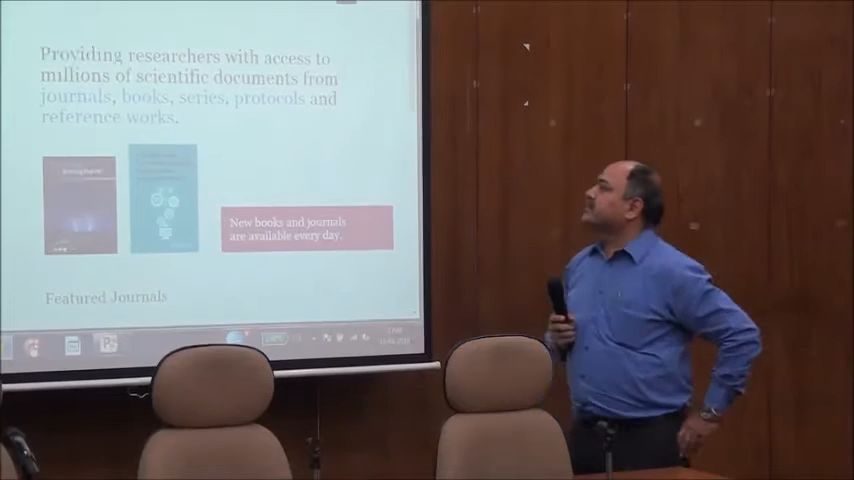 Providing researchers with access to
millions of scientific documents from
journals, books, series, protocols and
reference works.
New books and journals
are available every day.
Featured Journals